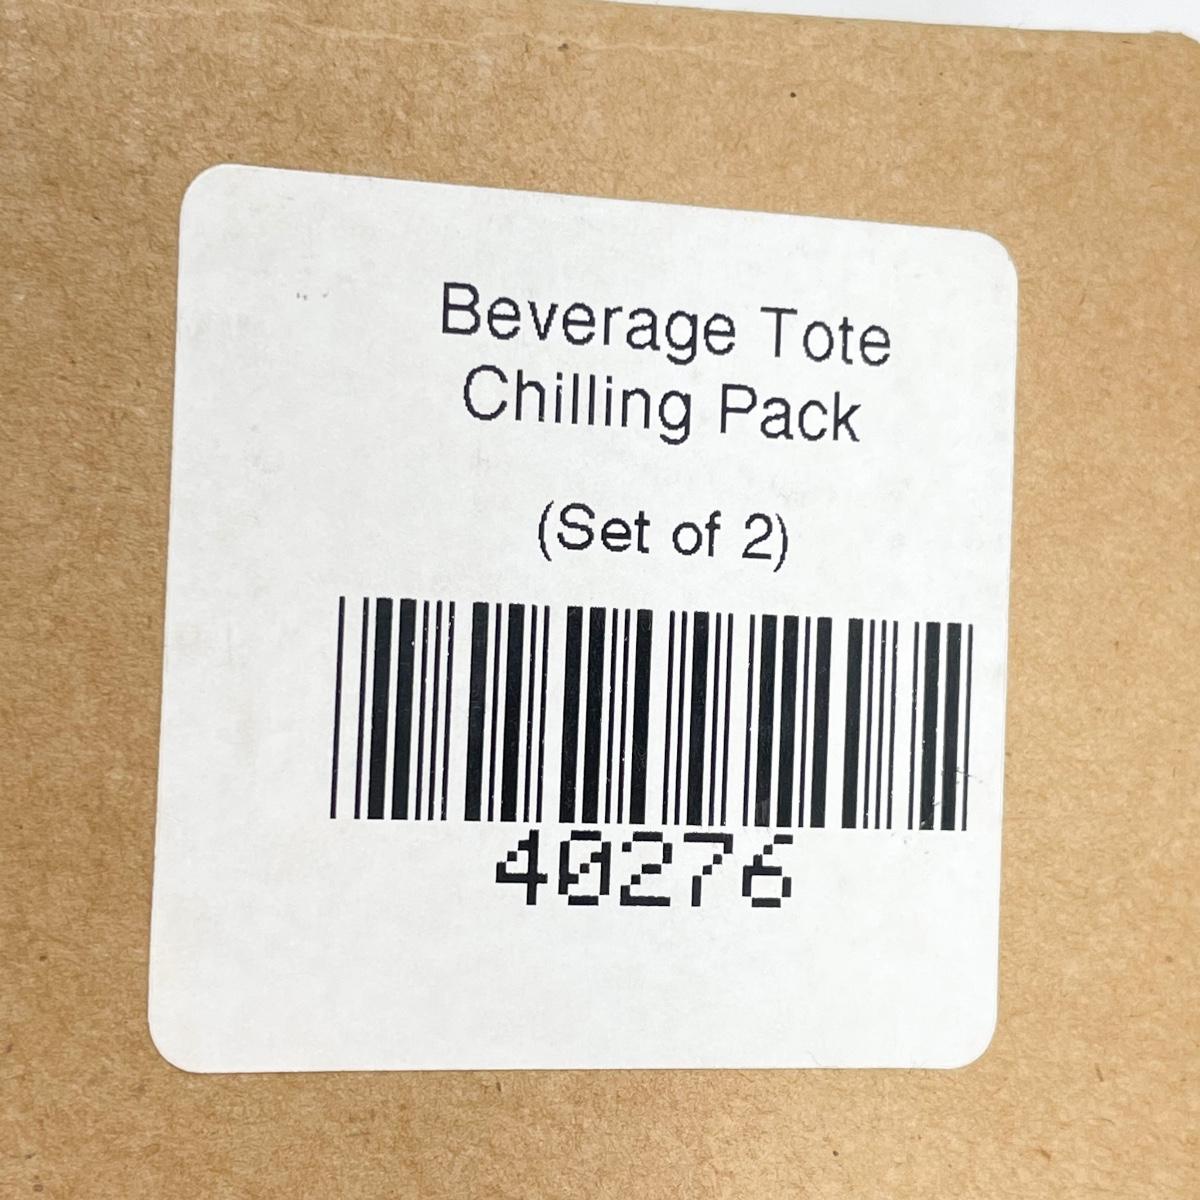 Beverage Tote
Chilling Pack
(Set of 2)
40276